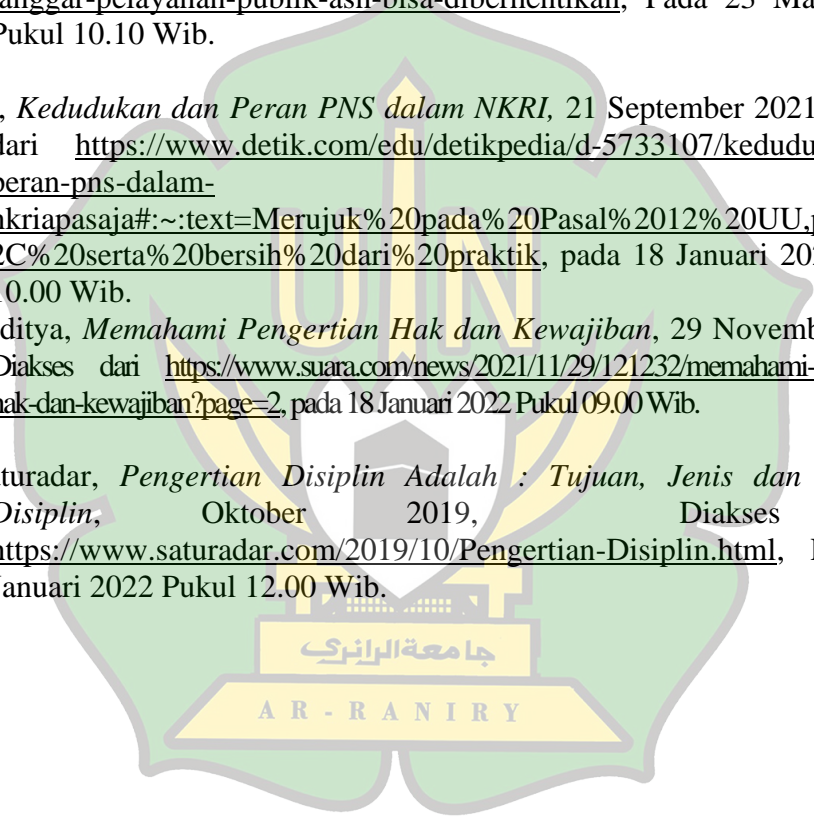 langgar-pelayanan-publik-asn-bisa-diberhentikan, Pada 23 Ma
Pukul 10.10 Wib.
, Kedudukan dan Peran PNS dalam NKRI, 21 September 2021
dari https://www.detik.com/edu/detikpedia/d-5733107/kedudu
peran-pns-dalam-
nkriapasaja#:~:text=Merujuk%20pada%20Pasal%2012%20UU,p
2C%20serta%20bersih%20dari%20praktik, pada 18 Januari 20
10.00 Wib.
ditya, Memahami Pengertian Hak dan Kewajiban, 29 Novemb
Diakses dari https://www.suara.com/news/2021/11/29/121232/memahami-
hak-dan-kewajiban?page=2, pada 18 Januari 2022 Pukul 09.00 Wib.
aturadar, Pengertian Disiplin Adalah : Tujuan, Jenis dan
Disiplin, Oktober 2019, Diakses
https://www.saturadar.com/2019/10/Pengertian-Disiplin.html,
Januari 2022 Pukul 12.00 Wib.
UIN
جامعة الرانري
AR-RANIRY